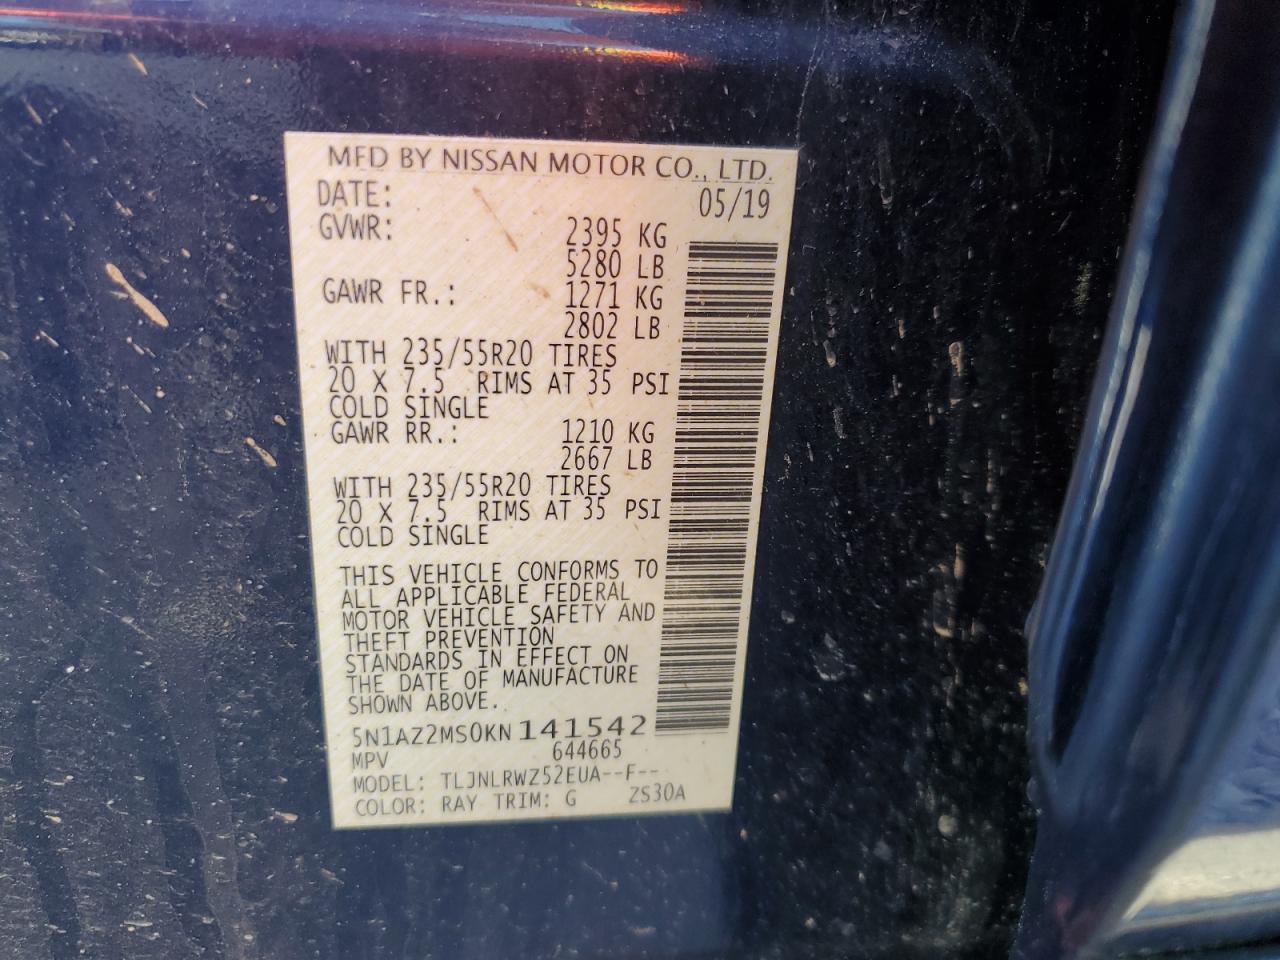 MFD BY NISSAN MOTOR CO., LTD.
DATE: 05/19
GVWR: 2395 KG
5280 LB
GAWR FR.: 1271 KG
2802 LB
WITH 235/55R20 TIRES
20 X 7.5 RIMS AT 35 PSI
COLD SINGLE
GAWR RR.: 1210 KG
2667 LB
WITH 235/55R20 TIRES
20 X 7.5 RIMS AT 35 PSI
COLD SINGLE
THIS VEHICLE CONFORMS TO
ALL APPLICABLE FEDERAL
MOTOR VEHICLE SAFETY AND
THEFT PREVENTION
STANDARDS IN EFFECT ON
THE DATE OF MANUFACTURE
SHOWN ABOVE.
5N1AZ2MS0KN141542
MPV 644665
MODEL: TLJNLRWZ52EUA--F--
COLOR: RAY TRIM: G ZS30A